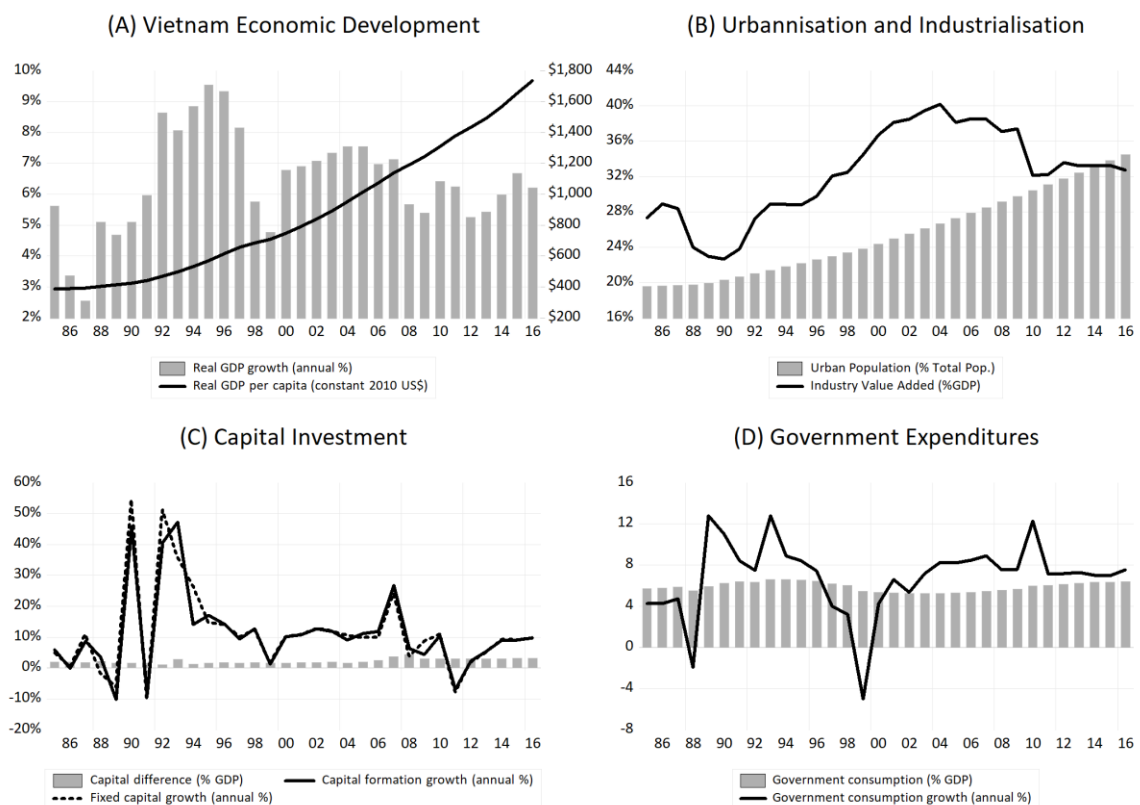 (A) Vietnam Economic Development
10%
9%
8%
7%
6%
5%
4%
3%
2%
$1,800
$1,600
$1,400
$1,200
$1,000
$800
$600
$400
$200
86 88 90 92 94 96 98 00 02 04 06 08 10 12 14 16
Real GDP growth (annual %)
Real GDP per capita (constant 2010 US$)
(B) Urbannisation and Industrialisation
44%
40%
36%
32%
28%
24%
20%
16%
86 88 90 92 94 96 98 00 02 04 06 08 10 12 14 16
Urban Population (% Total Pop.)
Industry Value Added (%GDP)
(C) Capital Investment
60%
50%
40%
30%
20%
10%
0%
-10%
-20%
86 88 90 92 94 96 98 00 02 04 06 08 10 12 14 16
Capital difference (% GDP) Capital formation growth (annual %)
Fixed capital growth (annual %)
(D) Government Expenditures
16
12
8
4
0
-4
-8
86 88 90 92 94 96 98 00 02 04 06 08 10 12 14 16
Government consumption (% GDP)
Government consumption growth (annual %)